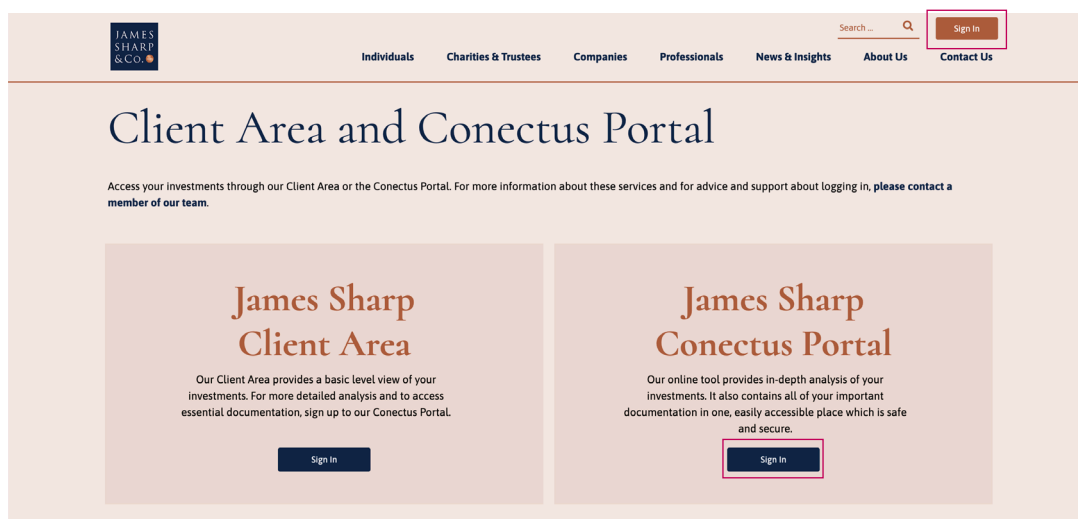 JAMES
SHARP
& CO.
Search ...
Sign In
Individuals
Charities & Trustees
Companies
Professionals
News & Insights
About Us
Contact Us
Client Area and Conectus Portal
Access your investments through our Client Area or the Conectus Portal. For more information about these services and for advice and support about logging in, please contact a
member of our team.
James Sharp
Client Area
Our Client Area provides a basic level view of your
investments. For more detailed analysis and to access
essential documentation, sign up to our Conectus Portal.
Sign In
James Sharp
Conectus Portal
Our online tool provides in-depth analysis of your
investments. It also contains all of your important
documentation in one, easily accessible place which is safe
and secure.
Sign In